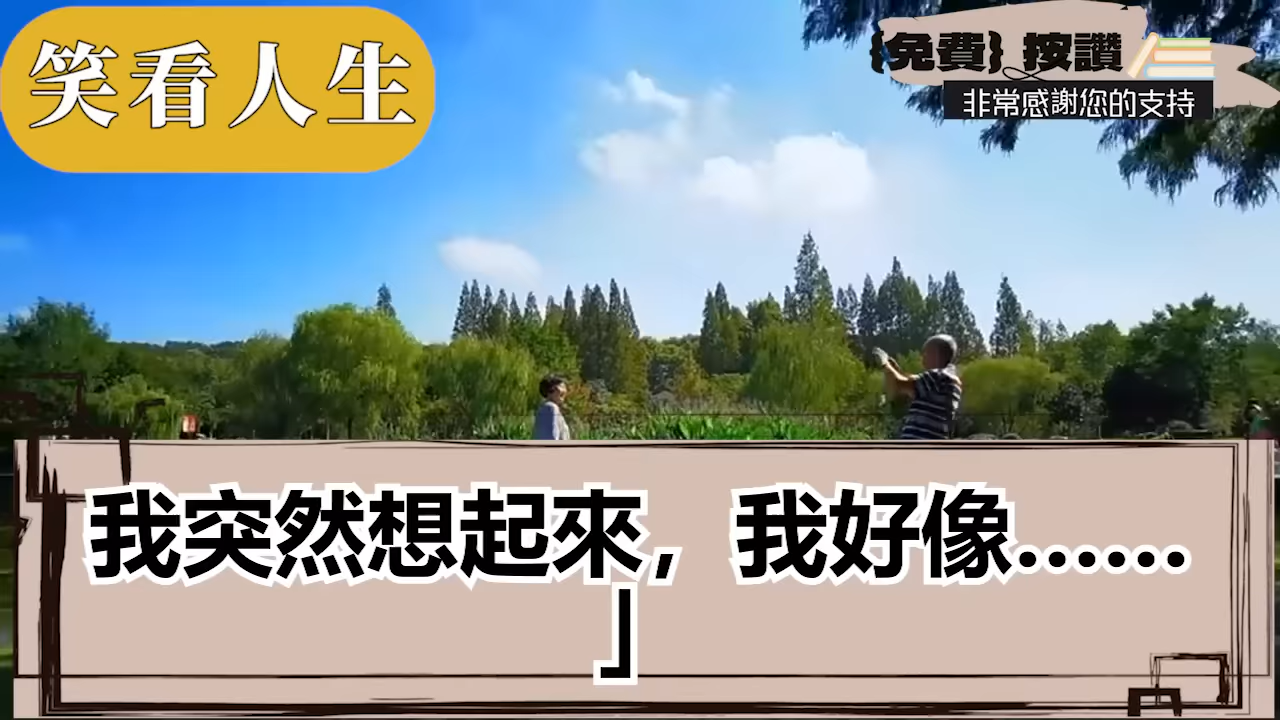 笑看人生
{免費} 按讚
非常感謝您的支持
我突然想起來，我好像……
」